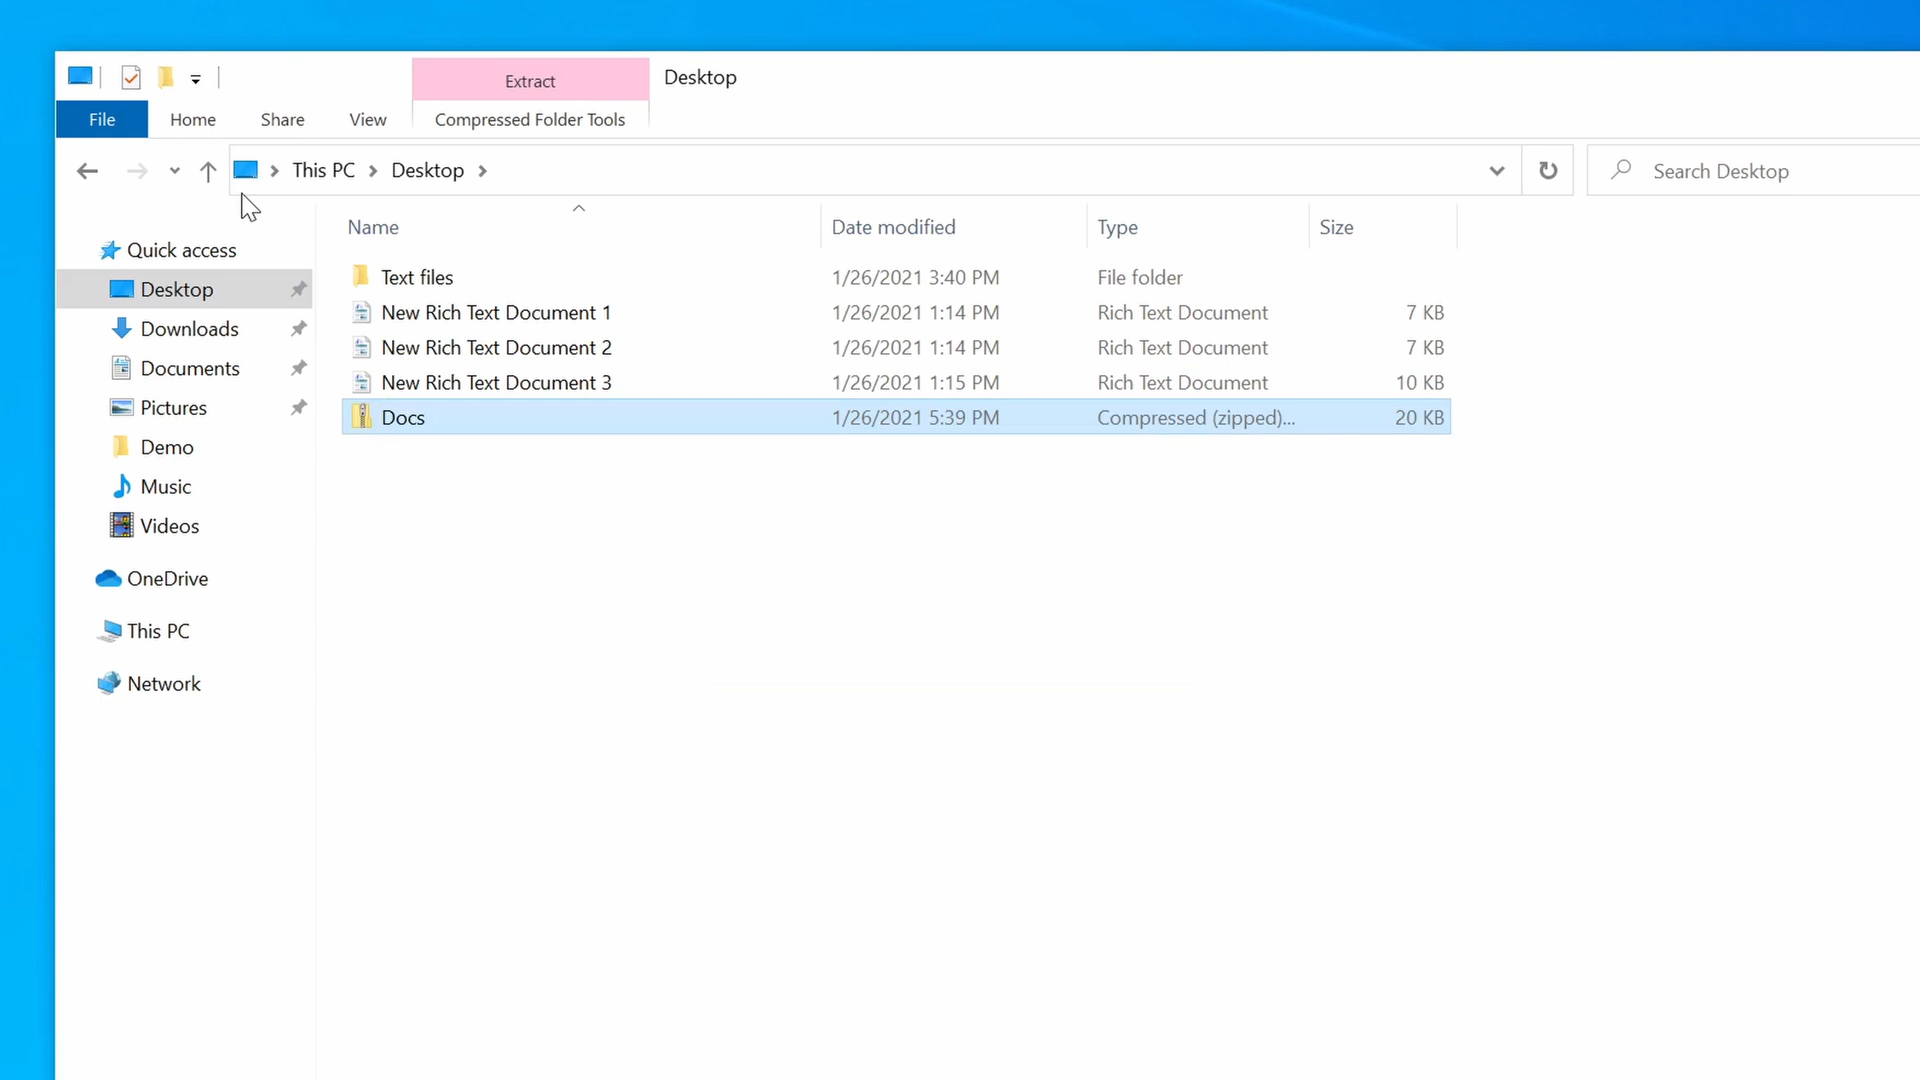 Extract
Desktop
File
Home
Share
View
Compressed Folder Tools
This PC
Desktop
Search Desktop
Name
Date modified
Type
Size
Quick access
Desktop
Downloads
Documents
Pictures
Demo
Music
Videos
OneDrive
This PC
Network
Text files 1/26/2021 3:40 PM File folder
New Rich Text Document 1 1/26/2021 1:14 PM Rich Text Document 7 KB
New Rich Text Document 2 1/26/2021 1:14 PM Rich Text Document 7 KB
New Rich Text Document 3 1/26/2021 1:15 PM Rich Text Document 10 KB
Docs 1/26/2021 5:39 PM Compressed (zipped)... 20 KB